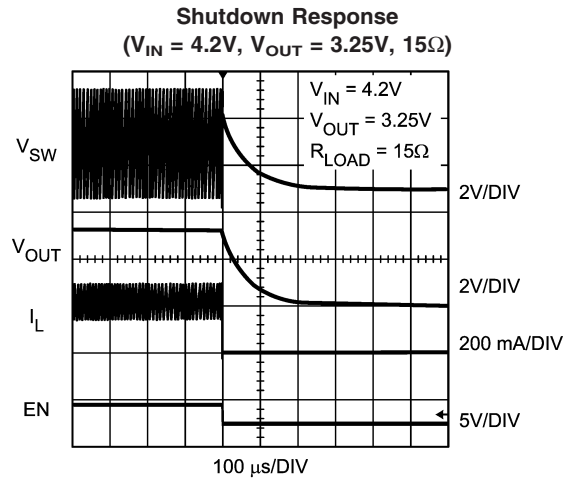 Shutdown Response
(VIN = 4.2V, VOUT = 3.25V, 15Ω)
VIN = 4.2V
VOUT = 3.25V
RLOAD = 15Ω
VSW
2V/DIV
VOUT
2V/DIV
IL
200 mA/DIV
EN
5V/DIV
100 μs/DIV